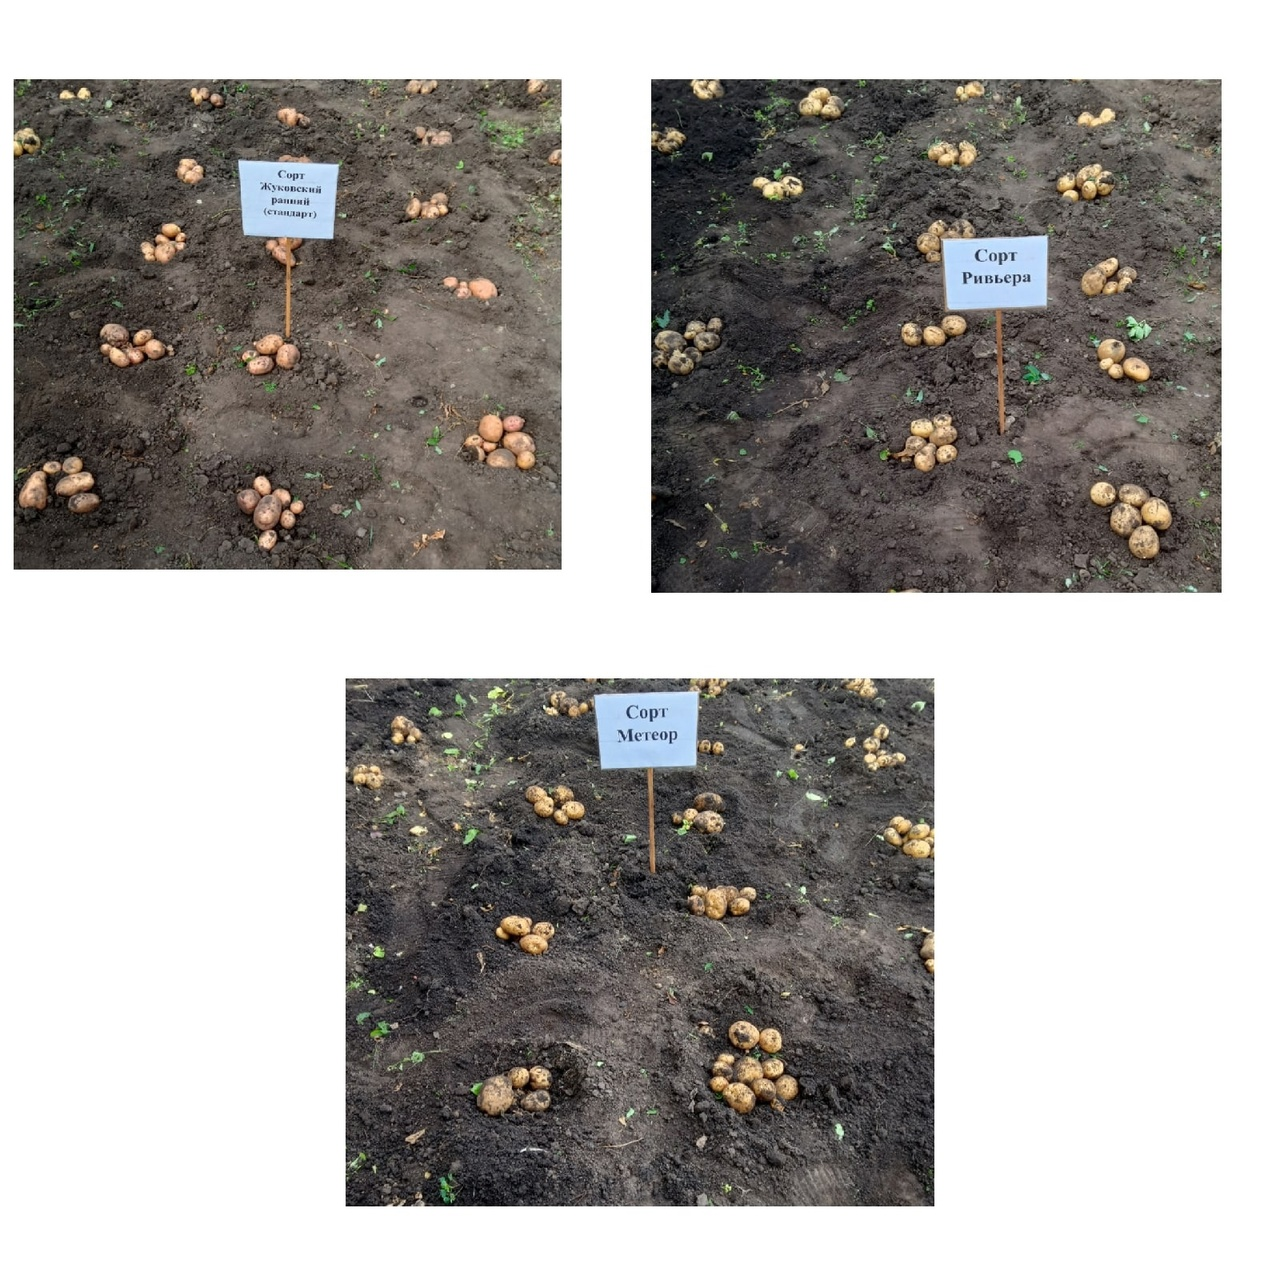 Сорт
Жуковский
ранний
(стандарт)
Сорт
Ривьера
Сорт
Метеор